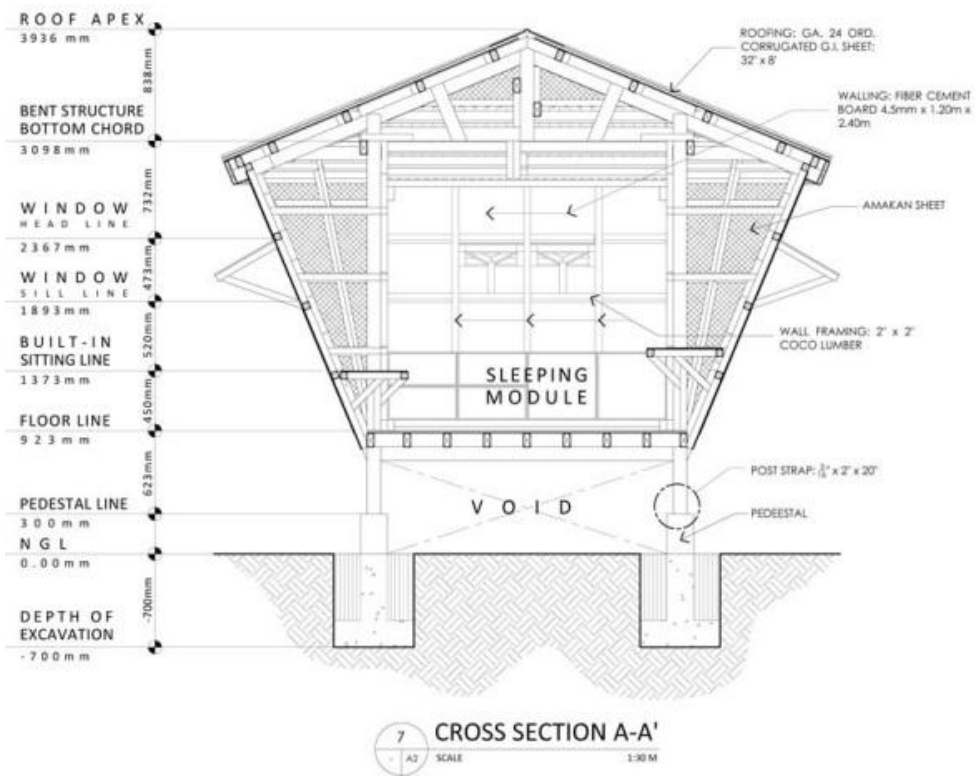 ROOF APEX
3936 mm
838mm
BENT STRUCTURE
BOTTOM CHORD
3098mm
732mm
WINDOW
HEAD LINE
2367mm
473mm
WINDOW
SILL LINE
1893mm
520mm
BUILT-IN
SITTING LINE
1373mm
450mm
FLOOR LINE
923mm
623mm
PEDESTAL LINE
300mm
NGL
0.00mm
-700mm
DEPTH OF
EXCAVATION
-700mm
ROOFING: GA. 24 ORD.
CORRUGATED G.I. SHEET:
32" x 8'
WALLING: FIBER CEMENT
BOARD 4.5mm x 1.20m x
2.40m
AMAKAN SHEET
WALL FRAMING: 2" x 2"
COCO LUMBER
SLEEPING
MODULE
POST STRAP: x 2" x 20"
PEDEESTAL
VOID
7
- A2
CROSS SECTION A-A'
SCALE 1:30 M